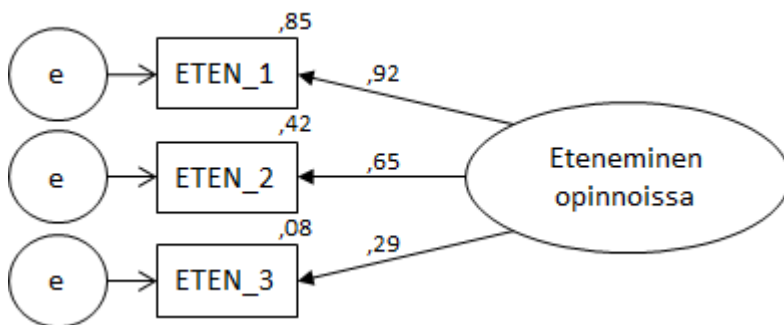 ,85
e
ETEN_1
,92
,42
e
ETEN_2
,65
Eteneminen
opinnoissa
,08
e
ETEN_3
,29